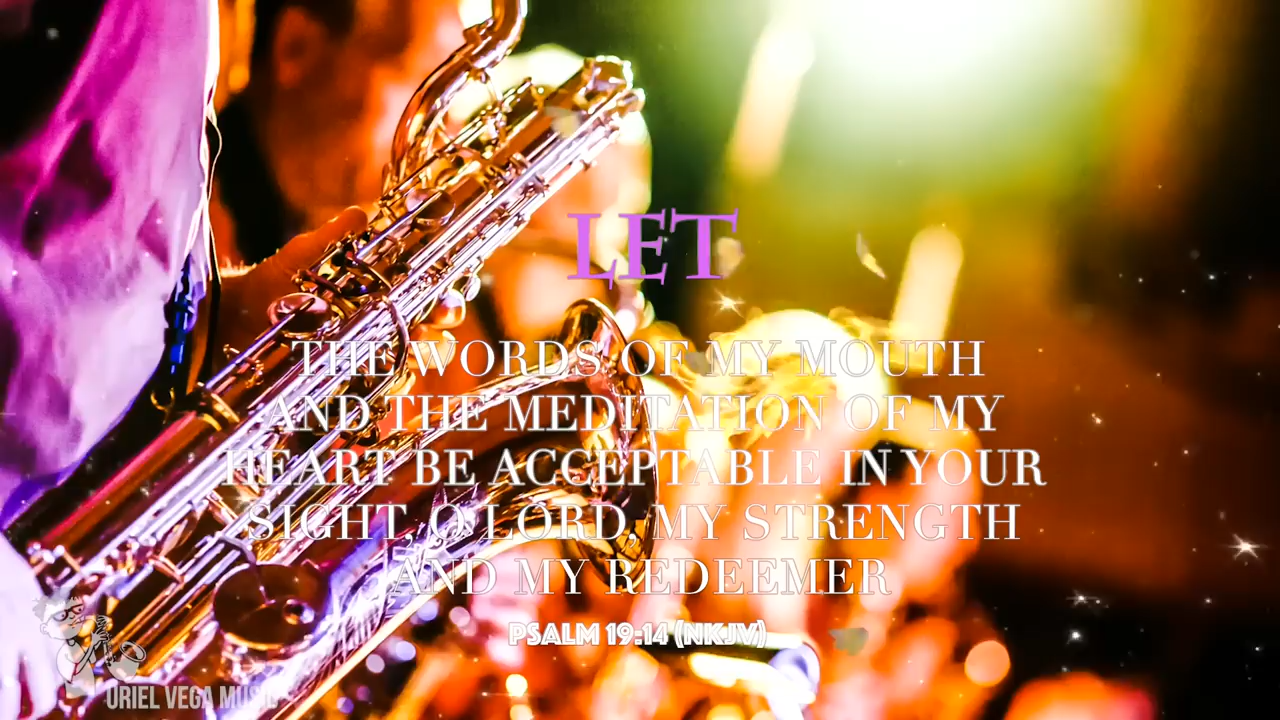 LET
THE WORDS OF MY MOUTH
AND THE MEDITATION OF MY
HEART BE ACCEPTABLE IN YOUR
SIGHT, O LORD, MY STRENGTH
AND MY REDEEMER
PSALM 19:14 (NKJV)
URIEL VEGA MUSIC